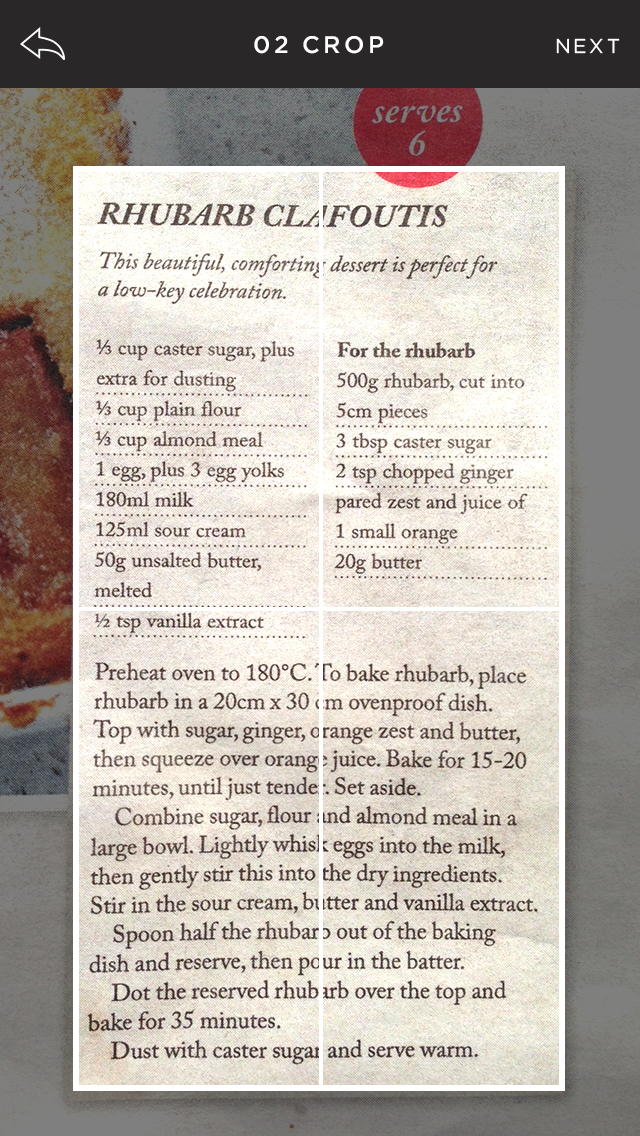 02 CROP
NEXT
serves
6
RHUBARB CLAFOUTIS
This beautiful, comforting dessert is perfect for
a low-key celebration.
⅓ cup caster sugar, plus
extra for dusting
⅓ cup plain flour
⅓ cup almond meal
1 egg, plus 3 egg yolks
180ml milk
125ml sour cream
50g unsalted butter,
melted
½ tsp vanilla extract
For the rhubarb
500g rhubarb, cut into
5cm pieces
3 tbsp caster sugar
2 tsp chopped ginger
pared zest and juice of
1 small orange
20g butter
Preheat oven to 180°C. To bake rhubarb, place
rhubarb in a 20cm x 30 cm ovenproof dish.
Top with sugar, ginger, orange zest and butter,
then squeeze over orange juice. Bake for 15-20
minutes, until just tender. Set aside.
Combine sugar, flour and almond meal in a
large bowl. Lightly whisk eggs into the milk,
then gently stir this into the dry ingredients.
Stir in the sour cream, butter and vanilla extract.
Spoon half the rhubarb out of the baking
dish and reserve, then pour in the batter.
Dot the reserved rhubarb over the top and
bake for 35 minutes.
Dust with caster sugar and serve warm.